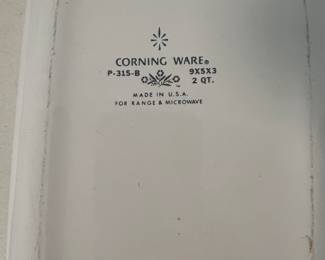 CORNING WARE®
P-315-B 9X5X3
2 QT.
MADE IN U.S.A.
FOR RANGE & MICROWAVE